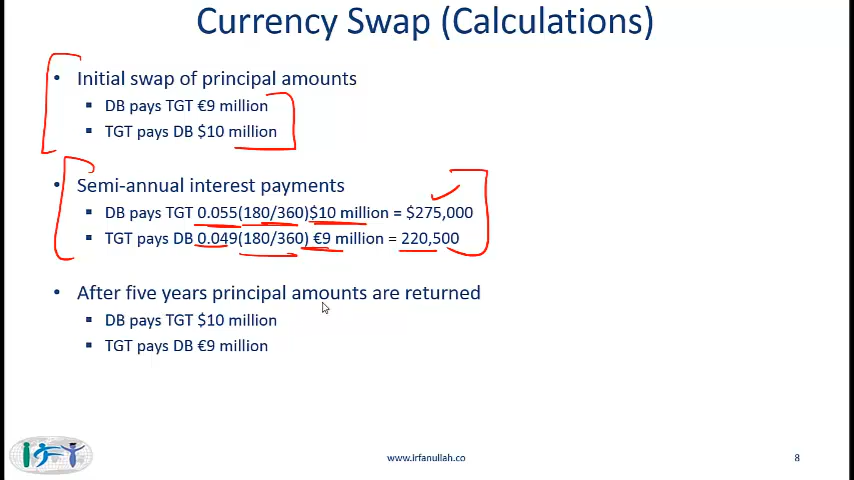 Currency Swap (Calculations)
• Initial swap of principal amounts
▪ DB pays TGT €9 million
▪ TGT pays DB $10 million
• Semi-annual interest payments
▪ DB pays TGT 0.055(180/360)$10 million = $275,000
▪ TGT pays DB 0.049(180/360) €9 million = 220,500
• After five years principal amounts are returned
▪ DB pays TGT $10 million
▪ TGT pays DB €9 million
www.irfanullah.co
8